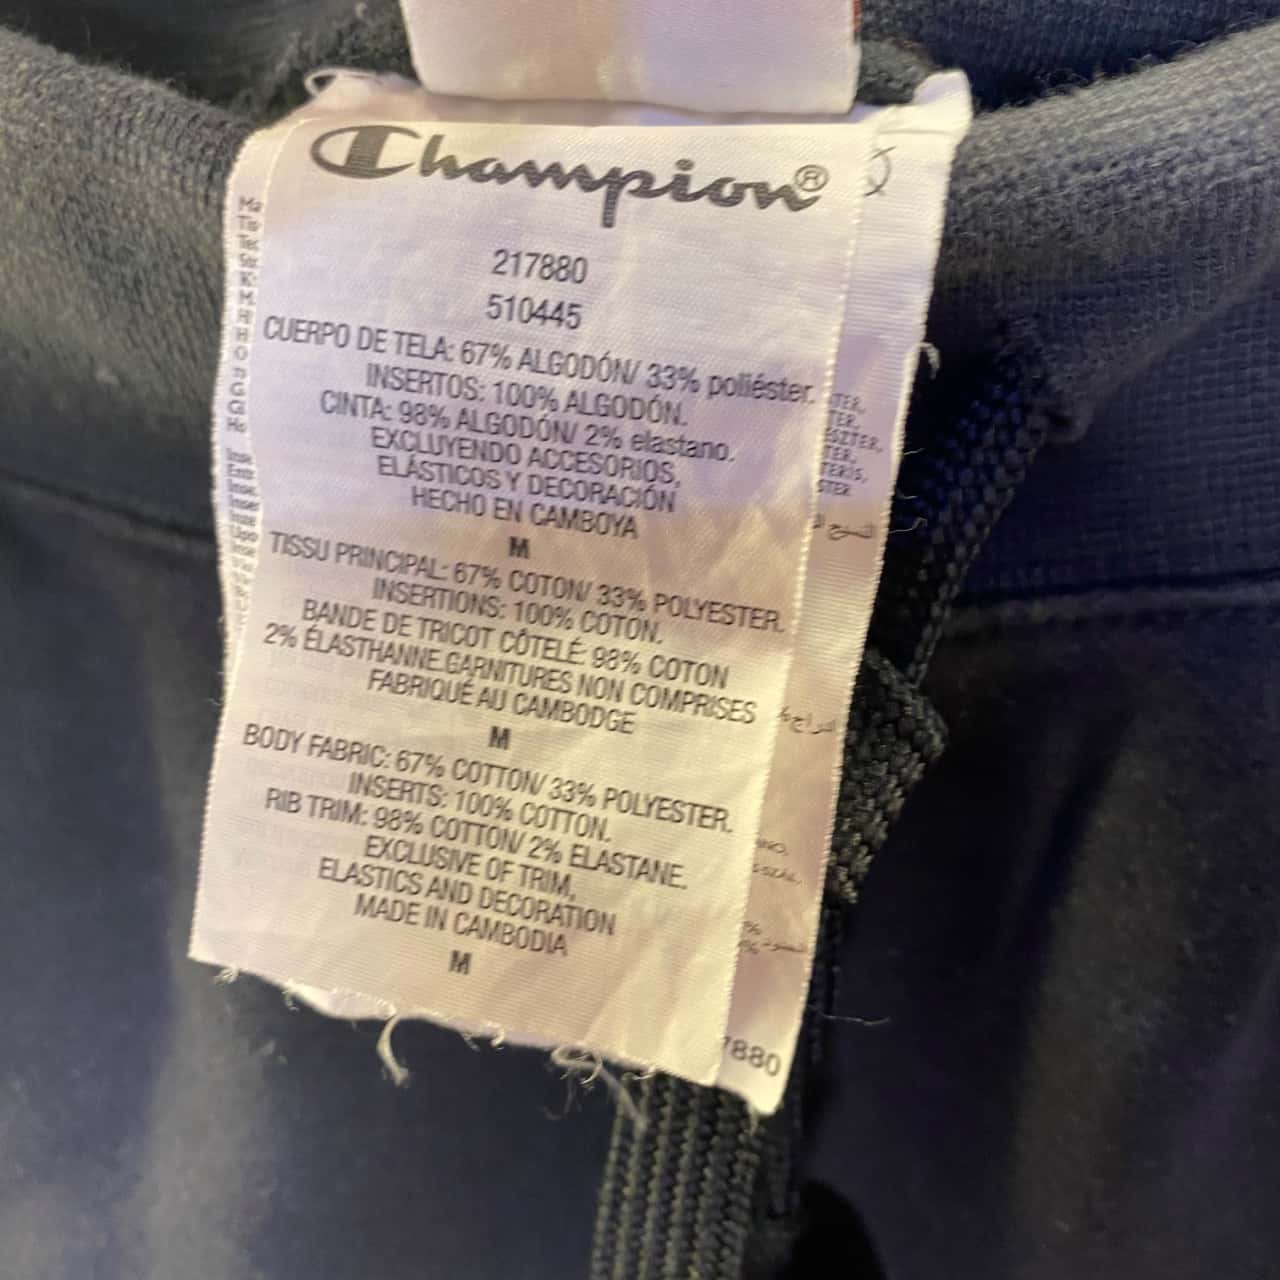 Champion®
217880
510445
CUERPO DE TELA: 67% ALGODÓN/ 33% poliéster.
INSERTOS: 100% ALGODÓN.
CINTA: 98% ALGODÓN/ 2% elastano.
EXCLUYENDO ACCESORIOS,
ELÁSTICOS Y DECORACIÓN
HECHO EN CAMBOYA
M
TISSU PRINCIPAL: 67% COTON/ 33% POLYESTER.
INSERTIONS: 100% COTON.
BANDE DE TRICOT CÔTELÉ: 98% COTON
2% ÉLASTHANNE.GARNITURES NON COMPRISES
FABRIQUÉ AU CAMBODGE
M
BODY FABRIC: 67% COTTON/ 33% POLYESTER.
INSERTS: 100% COTTON.
RIB TRIM: 98% COTTON/ 2% ELASTANE.
EXCLUSIVE OF TRIM,
ELASTICS AND DECORATION
MADE IN CAMBODIA
M
7880